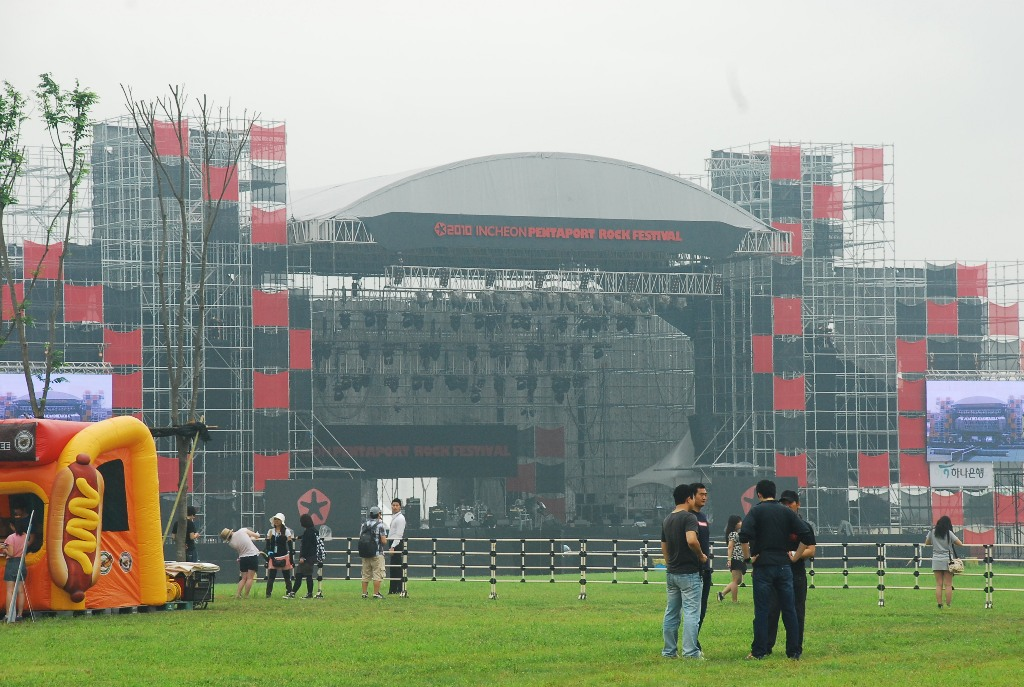 2010 INCHEON PENTAPORT ROCK FESTIVAL
PENTAPORT ROCK FESTIVAL
하나은행